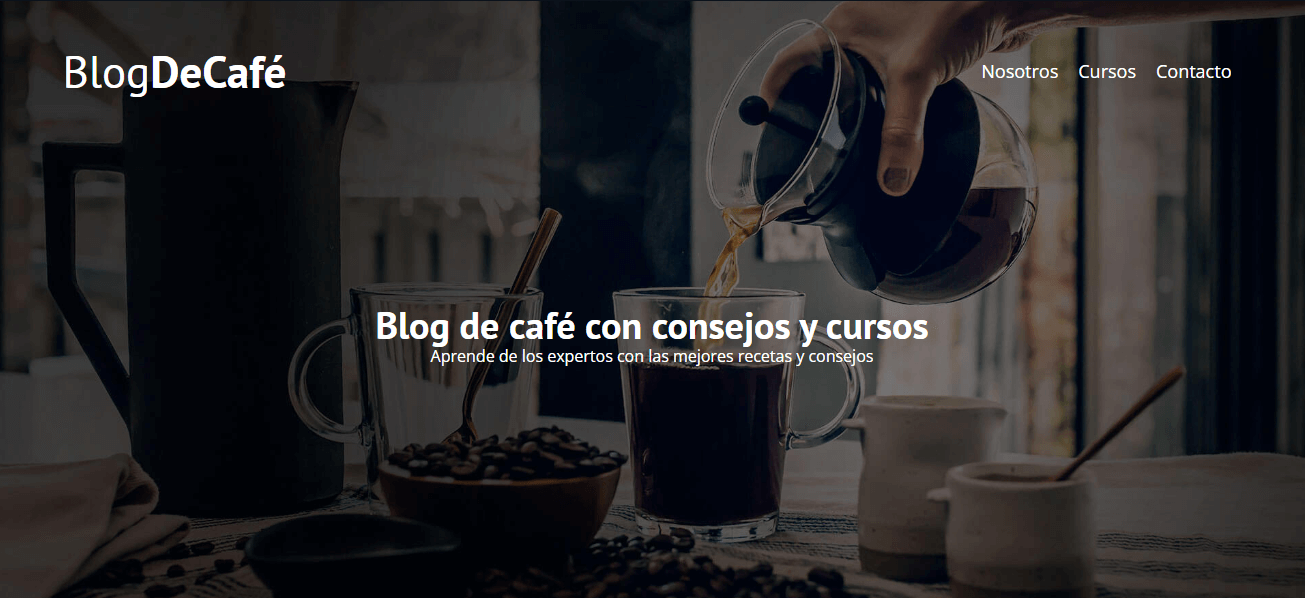 BlogDeCafé
Nosotros Cursos Contacto
Blog de café con consejos y cursos
Aprende de los expertos con las mejores recetas y consejos